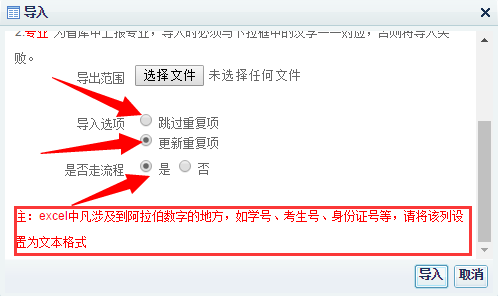 导入
2.专业 为省库中上报专业，导入时必须与下拉框中的汉字一一对应，否则将导入失
败。
导出范围 选择文件 未选择任何文件
导入选项 跳过重复项
更新重复项
是否走流程 是 否
注：excel中凡涉及到阿拉伯数字的地方，如学号、考生号、身份证号等，请将该列设
置为文本格式
导入 取消